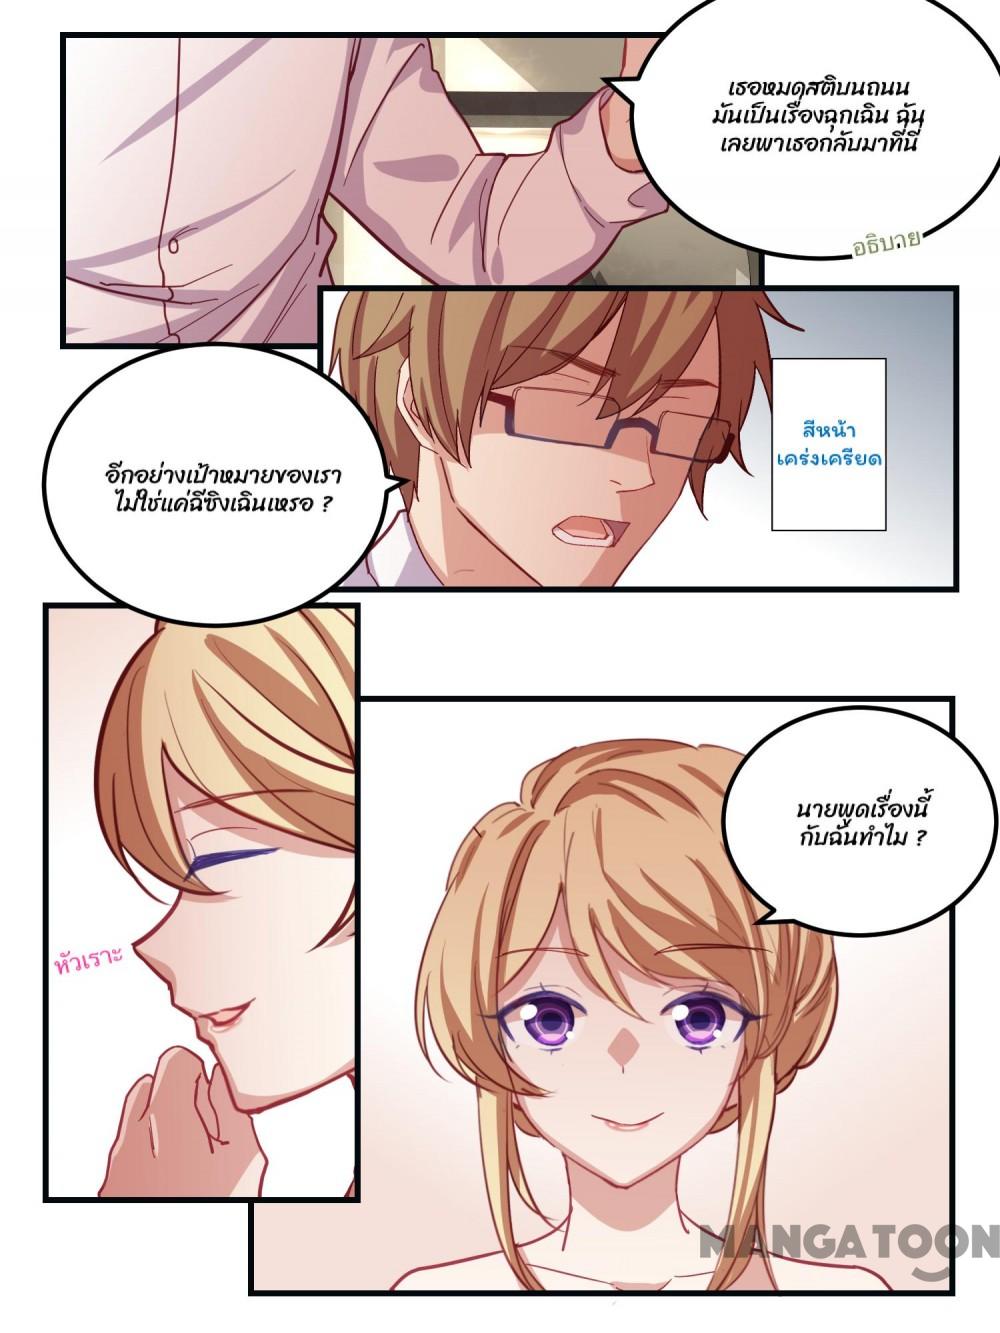 เธอหมดสติบนถนน
มันเป็นเรื่องฉุกเฉิน ฉัน
เลยพาเธอกลับมาที่นี่
อธิบาย
สีหน้า
เคร่งเครียด
อีกอย่างเป้าหมายของเรา
ไม่ใช่แค่ฉีซิงเฉินเหรอ ?
นายพูดเรื่องนี้
กับฉันทำไม ?
หัวเราะ
MANGATOON